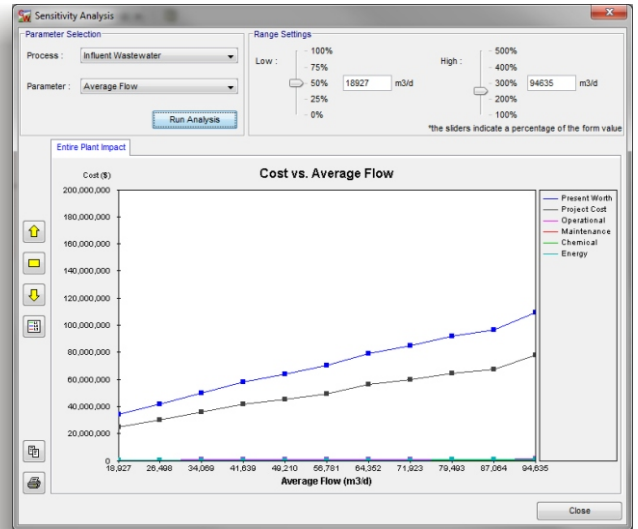 Sensitivity Analysis
Parameter Selection
Process :
Influent Wastewater
Parameter :
Average Flow
Run Analysis
Range Settings
Low :
100%
75%
50%
25%
0%
18927
m3/d
High :
500%
400%
300%
200%
100%
94635
m3/d
*the sliders indicate a percentage of the form value
Entire Plant Impact
Cost ($)
Cost vs. Average Flow
200,000,000
180,000,000
160,000,000
140,000,000
120,000,000
100,000,000
80,000,000
60,000,000
40,000,000
20,000,000
0
18,927 26,498 34,069 41,639 49,210 56,781 64,352 71,923 79,493 87,064 94,635
Average Flow (m3/d)
Present Worth
Project Cost
Operational
Maintenance
Chemical
Energy
Close